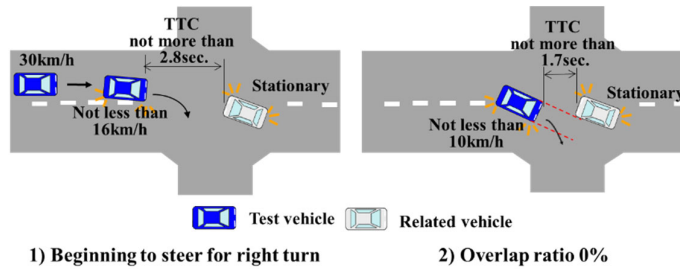 TTC
not more than
2.8sec.
30km/h
Stationary
Not less than
16km/h
TTC
not more than
1.7sec.
Stationary
Not less than
10km/h
Test vehicle
Related vehicle
1) Beginning to steer for right turn
2) Overlap ratio 0%